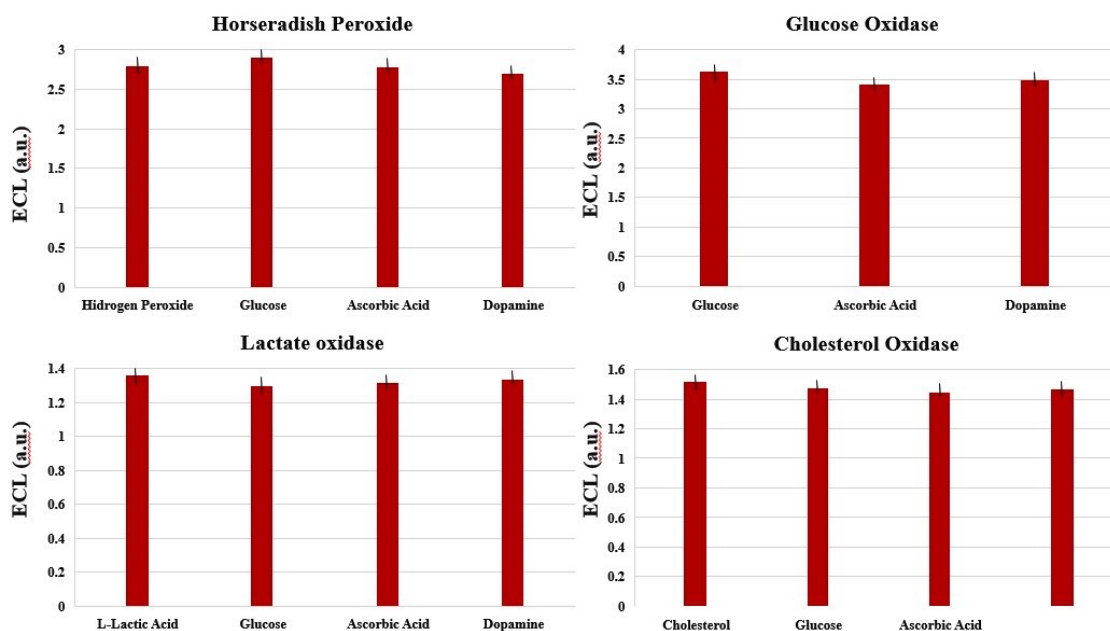 Horseradish Peroxide
ECL (a.u.)
3
2.5
2
1.5
1
0.5
0
Hidrogen Peroxide Glucose Ascorbic Acid Dopamine
Glucose Oxidase
ECL (a.u.)
4
3.5
3
2.5
2
1.5
1
0.5
0
Glucose Ascorbic Acid Dopamine
Lactate oxidase
ECL (a.u.)
1.4
1.2
1
0.8
0.6
0.4
0.2
0
L-Lactic Acid Glucose Ascorbic Acid Dopamine
Cholesterol Oxidase
ECL (a.u.)
1.6
1.4
1.2
1
0.8
0.6
0.4
0.2
0
Cholesterol Glucose Ascorbic Acid